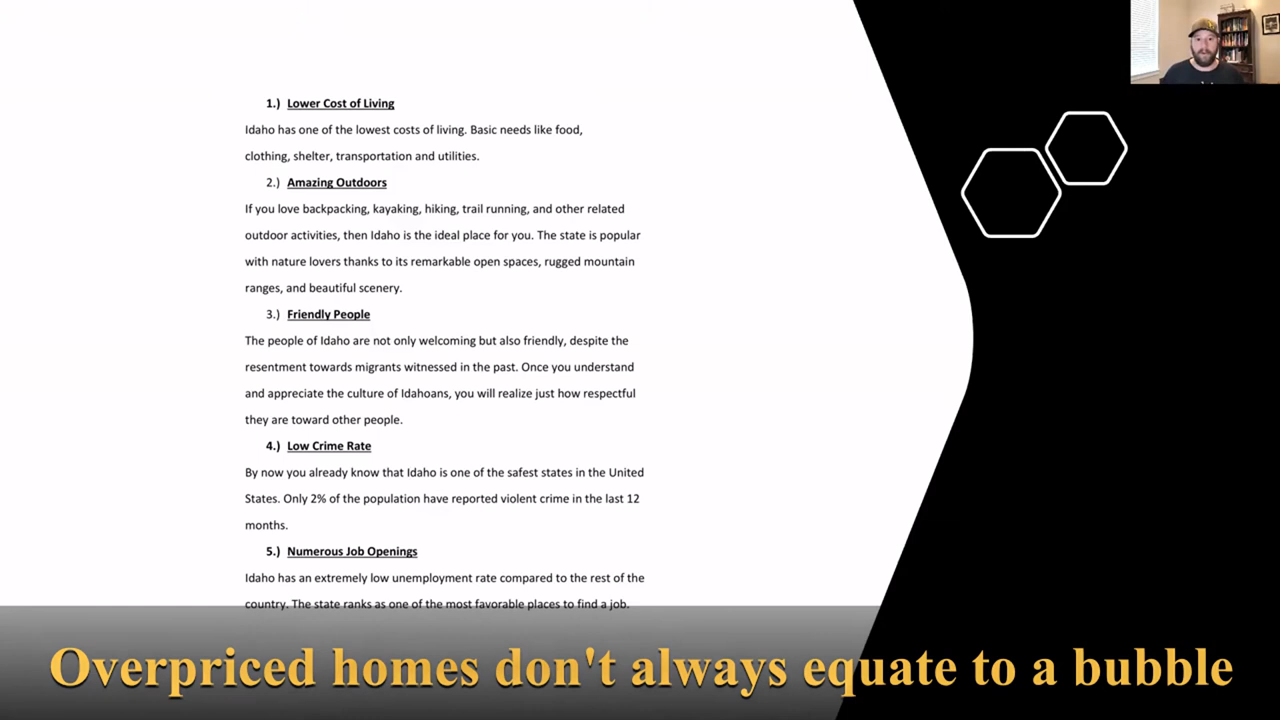 1.) Lower Cost of Living
Idaho has one of the lowest costs of living. Basic needs like food,
clothing, shelter, transportation and utilities.
2.) Amazing Outdoors
If you love backpacking, kayaking, hiking, trail running, and other related
outdoor activities, then Idaho is the ideal place for you. The state is popular
with nature lovers thanks to its remarkable open spaces, rugged mountain
ranges, and beautiful scenery.
3.) Friendly People
The people of Idaho are not only welcoming but also friendly, despite the
resentment towards migrants witnessed in the past. Once you understand
and appreciate the culture of Idahoans, you will realize just how respectful
they are toward other people.
4.) Low Crime Rate
By now you already know that Idaho is one of the safest states in the United
States. Only 2% of the population have reported violent crime in the last 12
months.
5.) Numerous Job Openings
Idaho has an extremely low unemployment rate compared to the rest of the
country. The state ranks as one of the most favorable places to find a job.
Overpriced homes don't always equate to a bubble